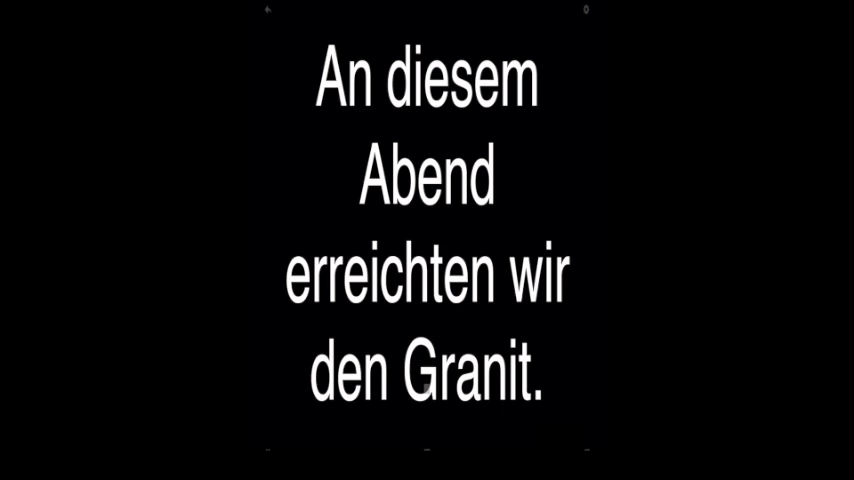 An diesem
Abend
erreichten wir
den Granit.